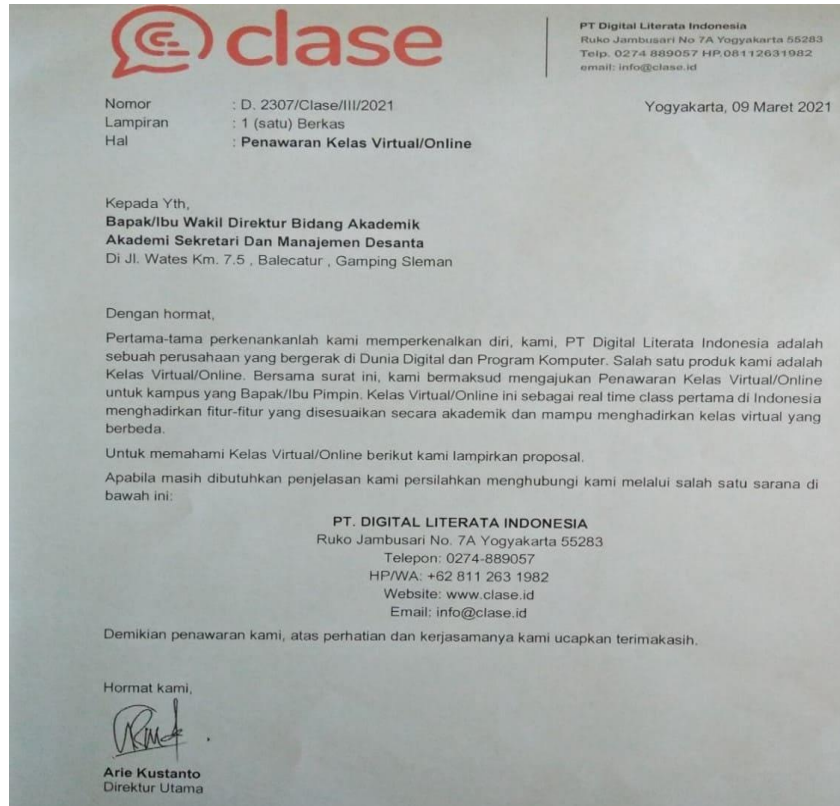 clase
PT Digital Literata Indonesia
Ruko Jambusari No 7A Yogyakarta 55283
Telp. 0274 889057 HP.08112631982
email: info@clase.id
Nomor : D. 2307/Clase/III/2021
Yogyakarta, 09 Maret 2021
Lampiran : 1 (satu) Berkas
Hal : Penawaran Kelas Virtual/Online
Kepada Yth,
Bapak/Ibu Wakil Direktur Bidang Akademik
Akademi Sekretari Dan Manajemen Desanta
Di Jl. Wates Km. 7.5 , Balecatur , Gamping Sleman
Dengan hormat,
Pertama-tama perkenankanlah kami memperkenalkan diri, kami, PT Digital Literata Indonesia adalah
sebuah perusahaan yang bergerak di Dunia Digital dan Program Komputer. Salah satu produk kami adalah
Kelas Virtual/Online. Bersama surat ini, kami bermaksud mengajukan Penawaran Kelas Virtual/Online
untuk kampus yang Bapak/Ibu Pimpin. Kelas Virtual/Online ini sebagai real time class pertama di Indonesia
menghadirkan fitur-fitur yang disesuaikan secara akademik dan mampu menghadirkan kelas virtual yang
berbeda.
Untuk memahami Kelas Virtual/Online berikut kami lampirkan proposal.
Apabila masih dibutuhkan penjelasan kami persilahkan menghubungi kami melalui salah satu sarana di
bawah ini:
PT. DIGITAL LITERATA INDONESIA
Ruko Jambusari No. 7A Yogyakarta 55283
Telepon: 0274-889057
HP/WA: +62 811 263 1982
Website: www.clase.id
Email: info@clase.id
Demikian penawaran kami, atas perhatian dan kerjasamanya kami ucapkan terimakasih.
Hormat kami,
Arie Kustanto
Direktur Utama